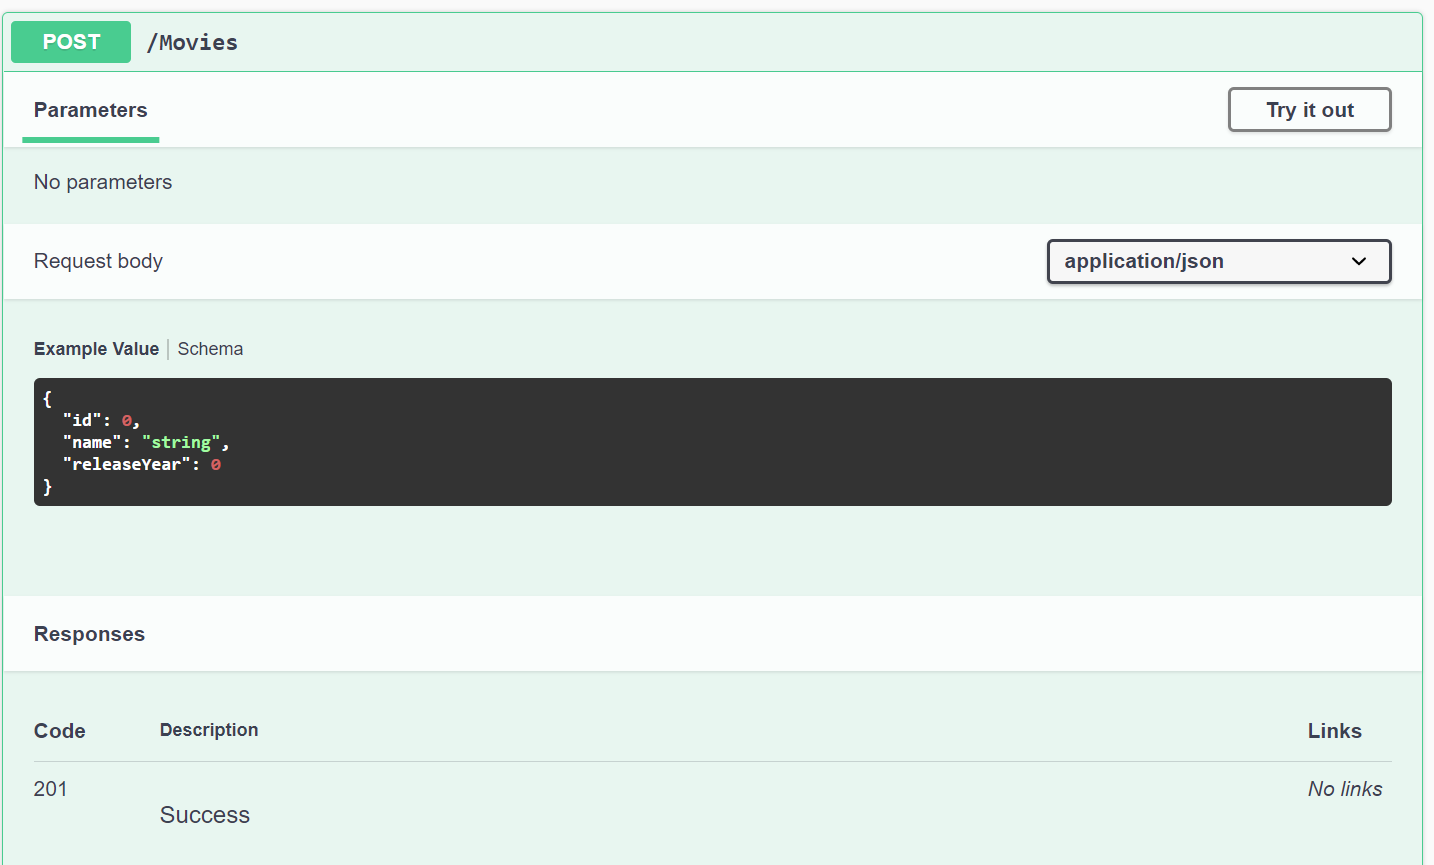 POST /Movies
Parameters
Try it out
No parameters
Request body
application/json
Example Value | Schema
{
  "id": 0,
  "name": "string",
  "releaseYear": 0
}
Responses
Code Description Links
201 No links
Success